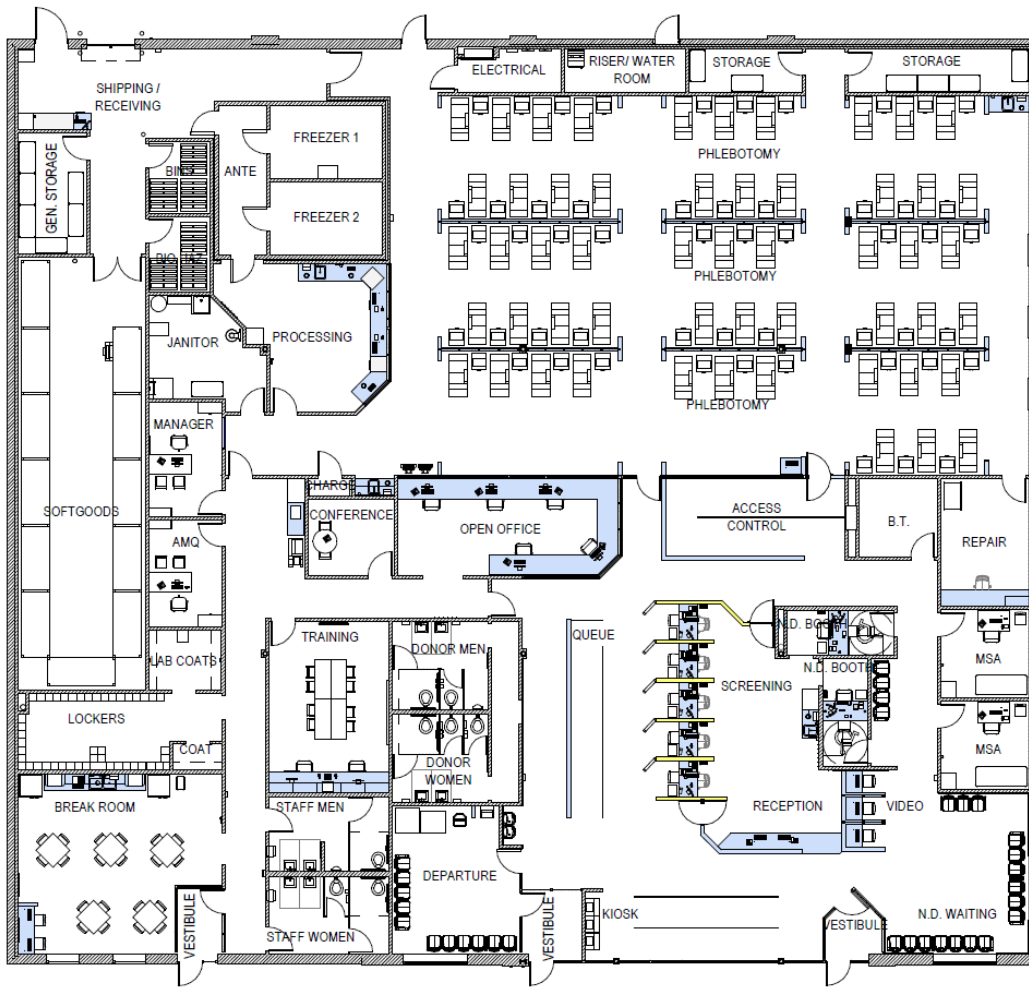 ELECTRICAL
RISER/ WATER
ROOM
STORAGE
STORAGE
SHIPPING /
RECEIVING
FREEZER 1
PHLEBOTOMY
GEN. STORAGE
BINS
ANTE
FREEZER 2
PHLEBOTOMY
JANITOR
PROCESSING
PHLEBOTOMY
MANAGER
SOFTGOODS
CHARGE
CONFERENCE
OPEN OFFICE
ACCESS
CONTROL
B.T.
REPAIR
AMQ
LAB COATS
TRAINING
DONOR MEN
QUEUE
N.D. BOOTH
N.D. BOOTH
MSA
SCREENING
LOCKERS
COAT
DONOR
WOMEN
MSA
BREAK ROOM
STAFF MEN
RECEPTION
VIDEO
DEPARTURE
VESTIBULE
STAFF WOMEN
VESTIBULE
KIOSK
VESTIBULE
N.D. WAITING